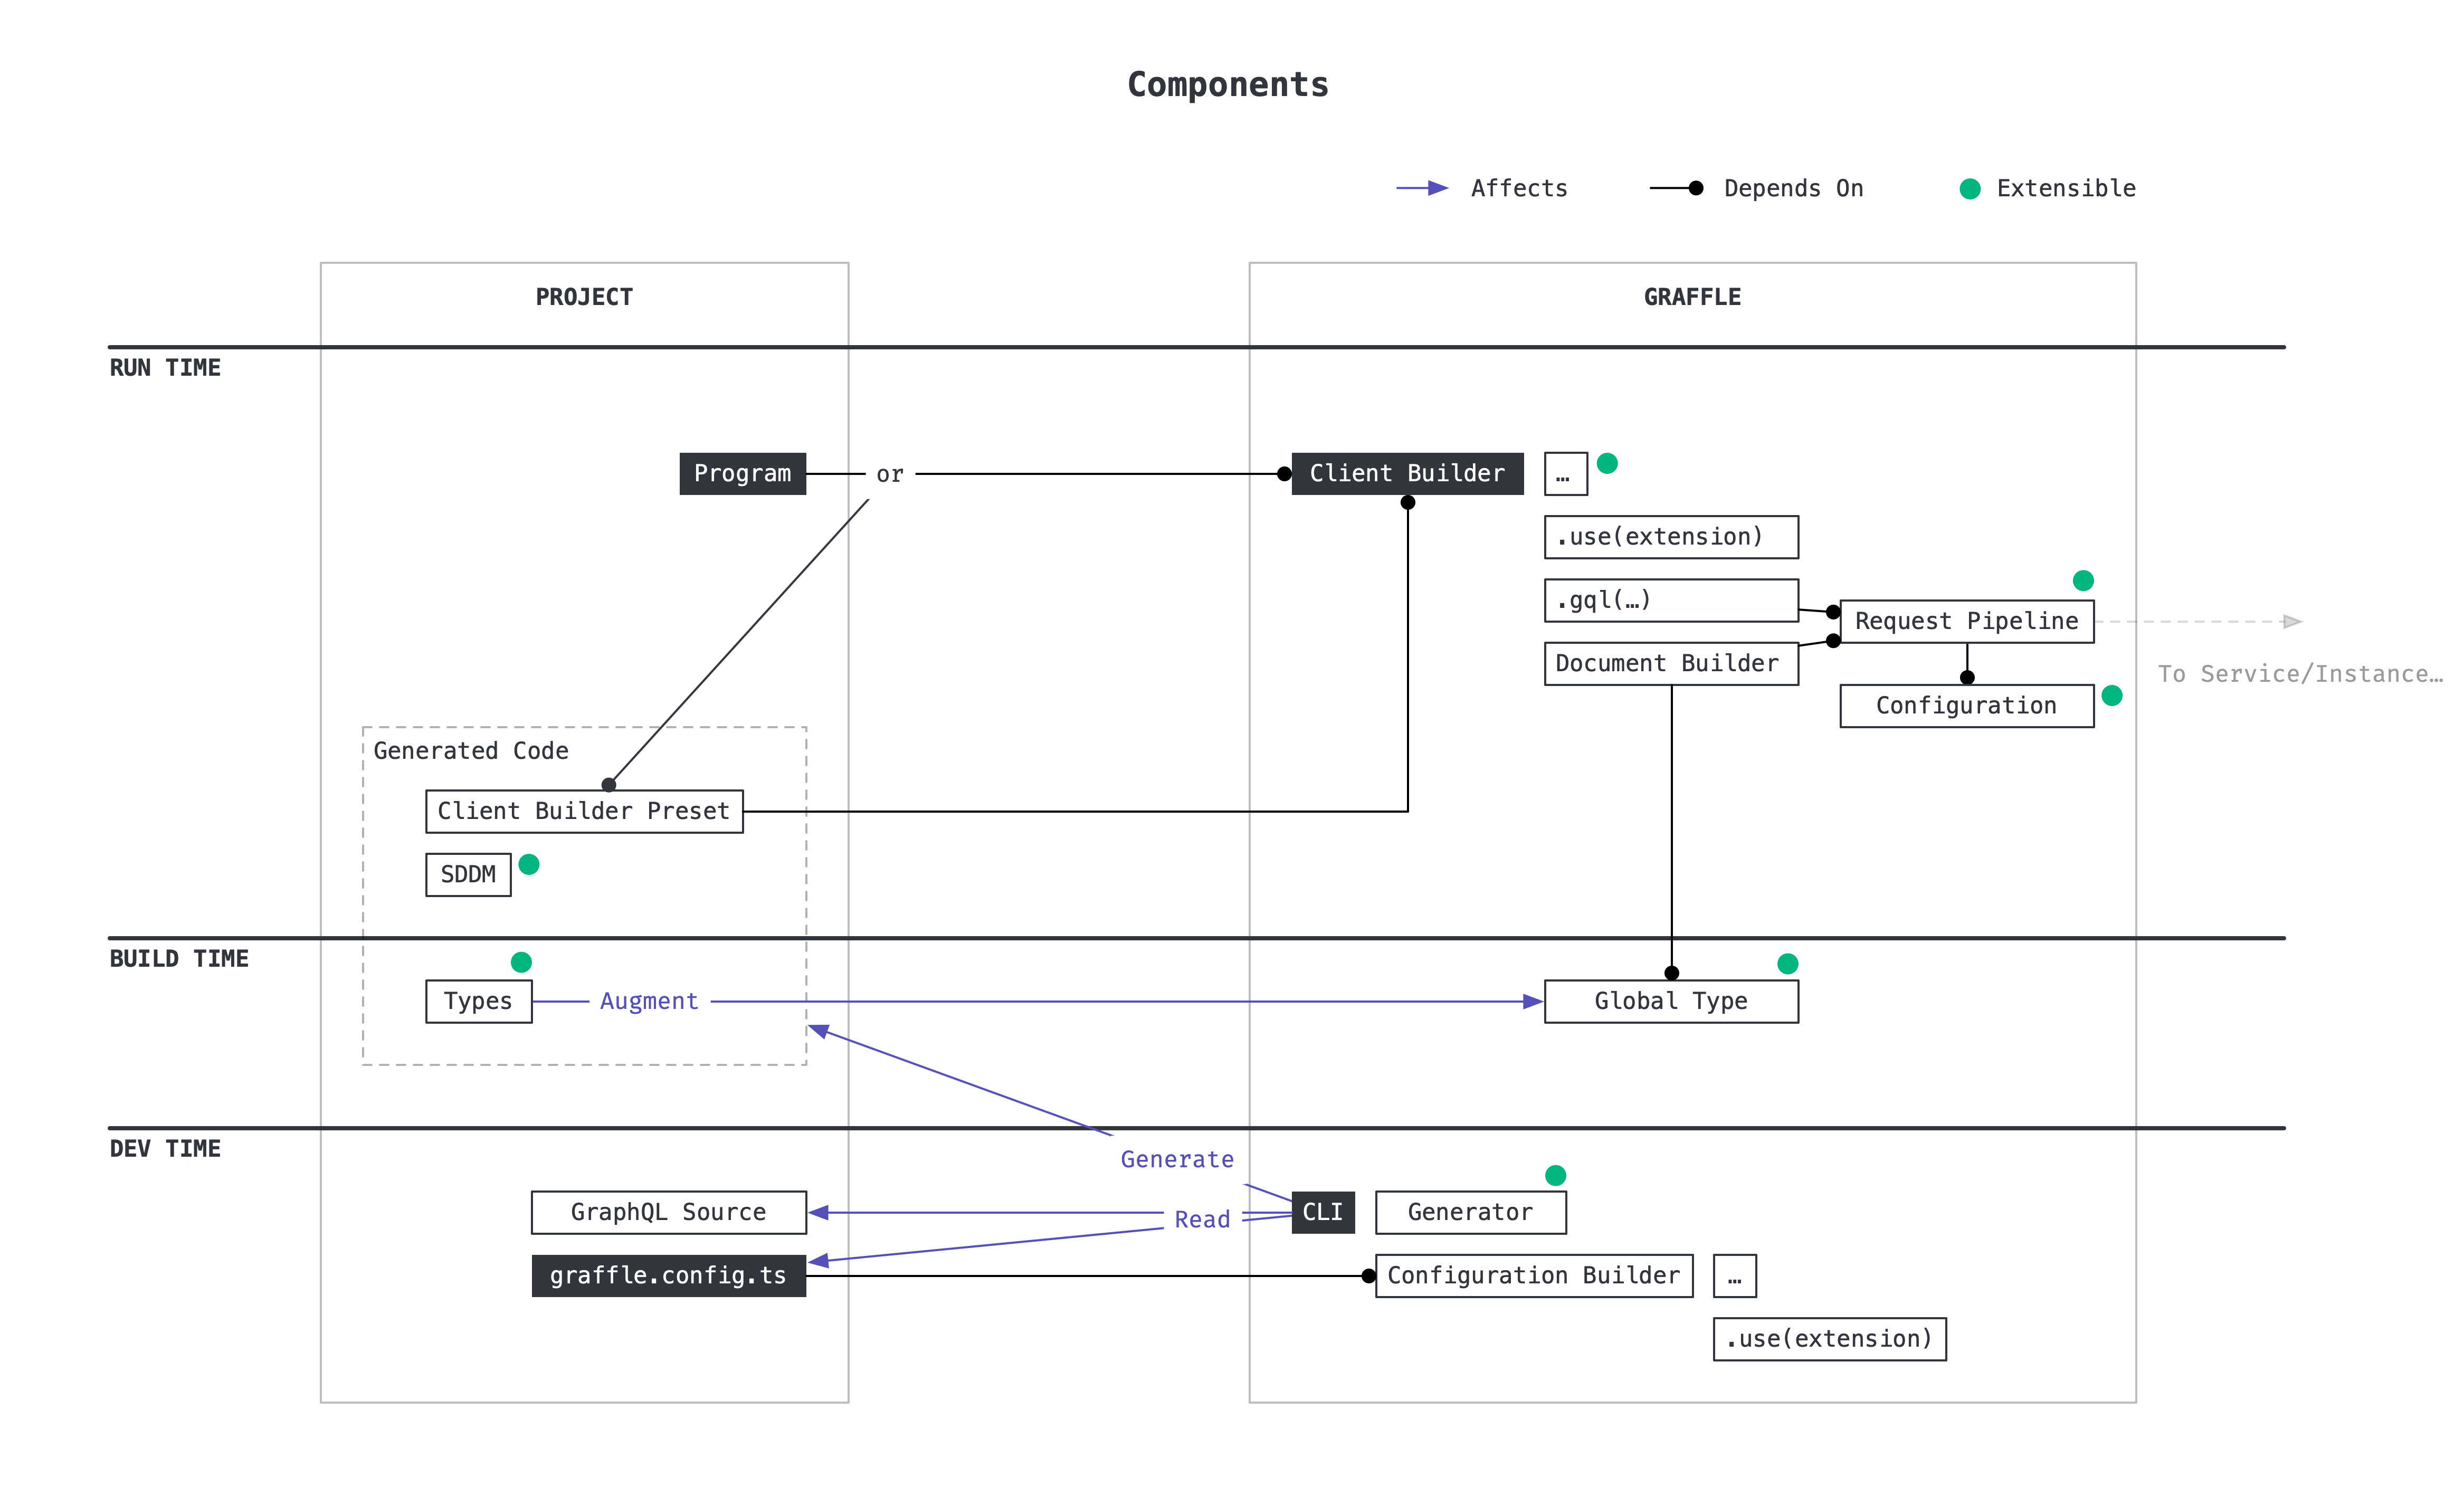 Components
Affects
Depends On
Extensible
PROJECT
GRAFFLE
RUN TIME
Program
or
Client Builder
…
.use(extension)
.gql(…)
Request Pipeline
Document Builder
To Service/Instance…
Configuration
Generated Code
Client Builder Preset
SDDM
BUILD TIME
Types
Augment
Global Type
DEV TIME
Generate
GraphQL Source
Read
CLI
Generator
graffle.config.ts
Configuration Builder
…
.use(extension)